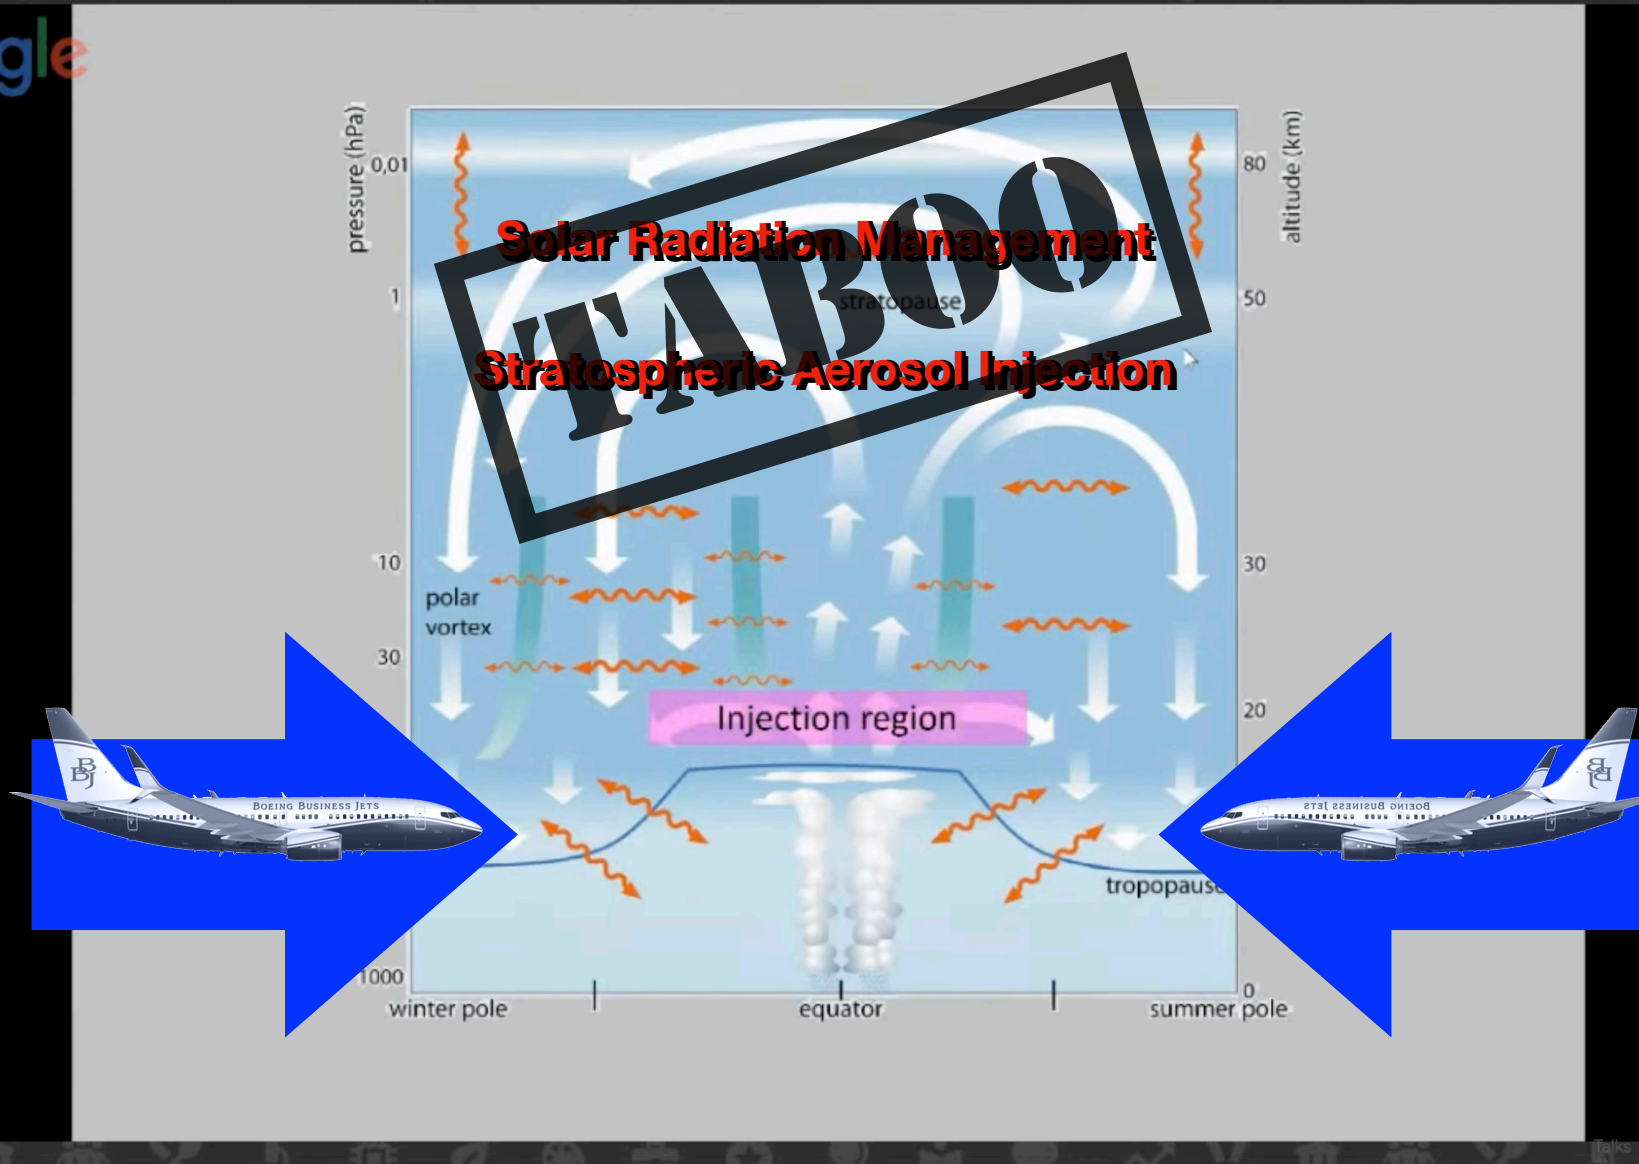 gle
pressure (hPa)
altitude (km)
0,01
80
Solar Radiation Management
TABOO
1
stratopause
50
Stratospheric Aerosol Injection
10
30
polar
vortex
30
Injection region
20
BBJ
BOEING BUSINESS JETS
BOEING BUSINESS JETS
BBJ
tropopause
1000
0
winter pole
equator
summer pole
Talks